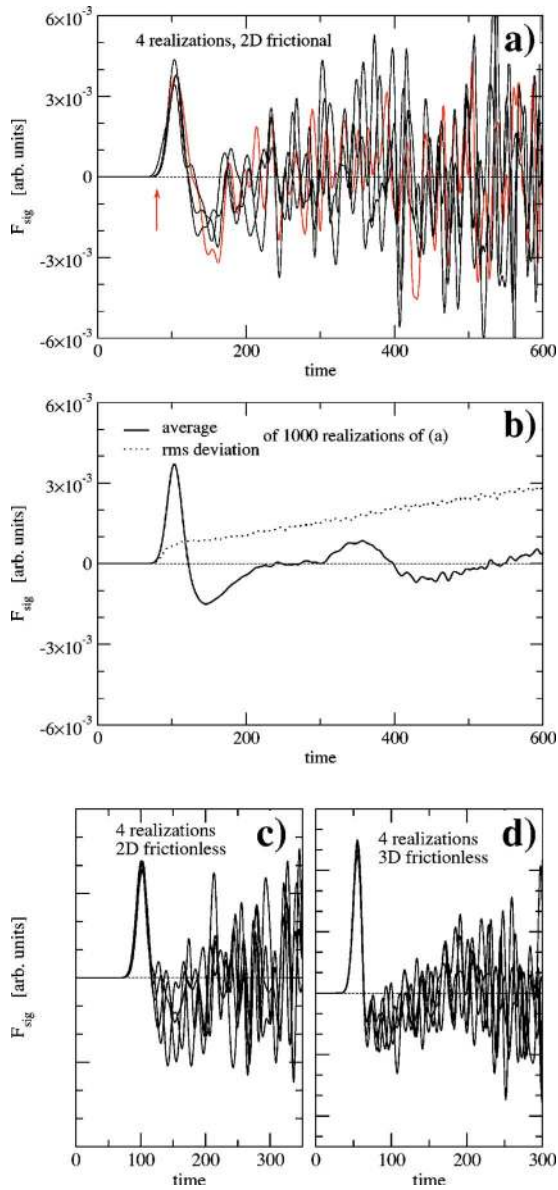 6×10⁻³
4 realizations, 2D frictional
a)
3×10⁻³
0
-3×10⁻³
-6×10⁻³
F_sig [arb. units]
0 200 400 600
time
6×10⁻³
average
rms deviation
of 1000 realizations of (a)
b)
3×10⁻³
0
-3×10⁻³
-6×10⁻³
F_sig [arb. units]
0 200 400 600
time
4 realizations
2D frictionless
c)
F_sig [arb. units]
0 100 200 300
time
4 realizations
3D frictionless
d)
0 100 200 300
time